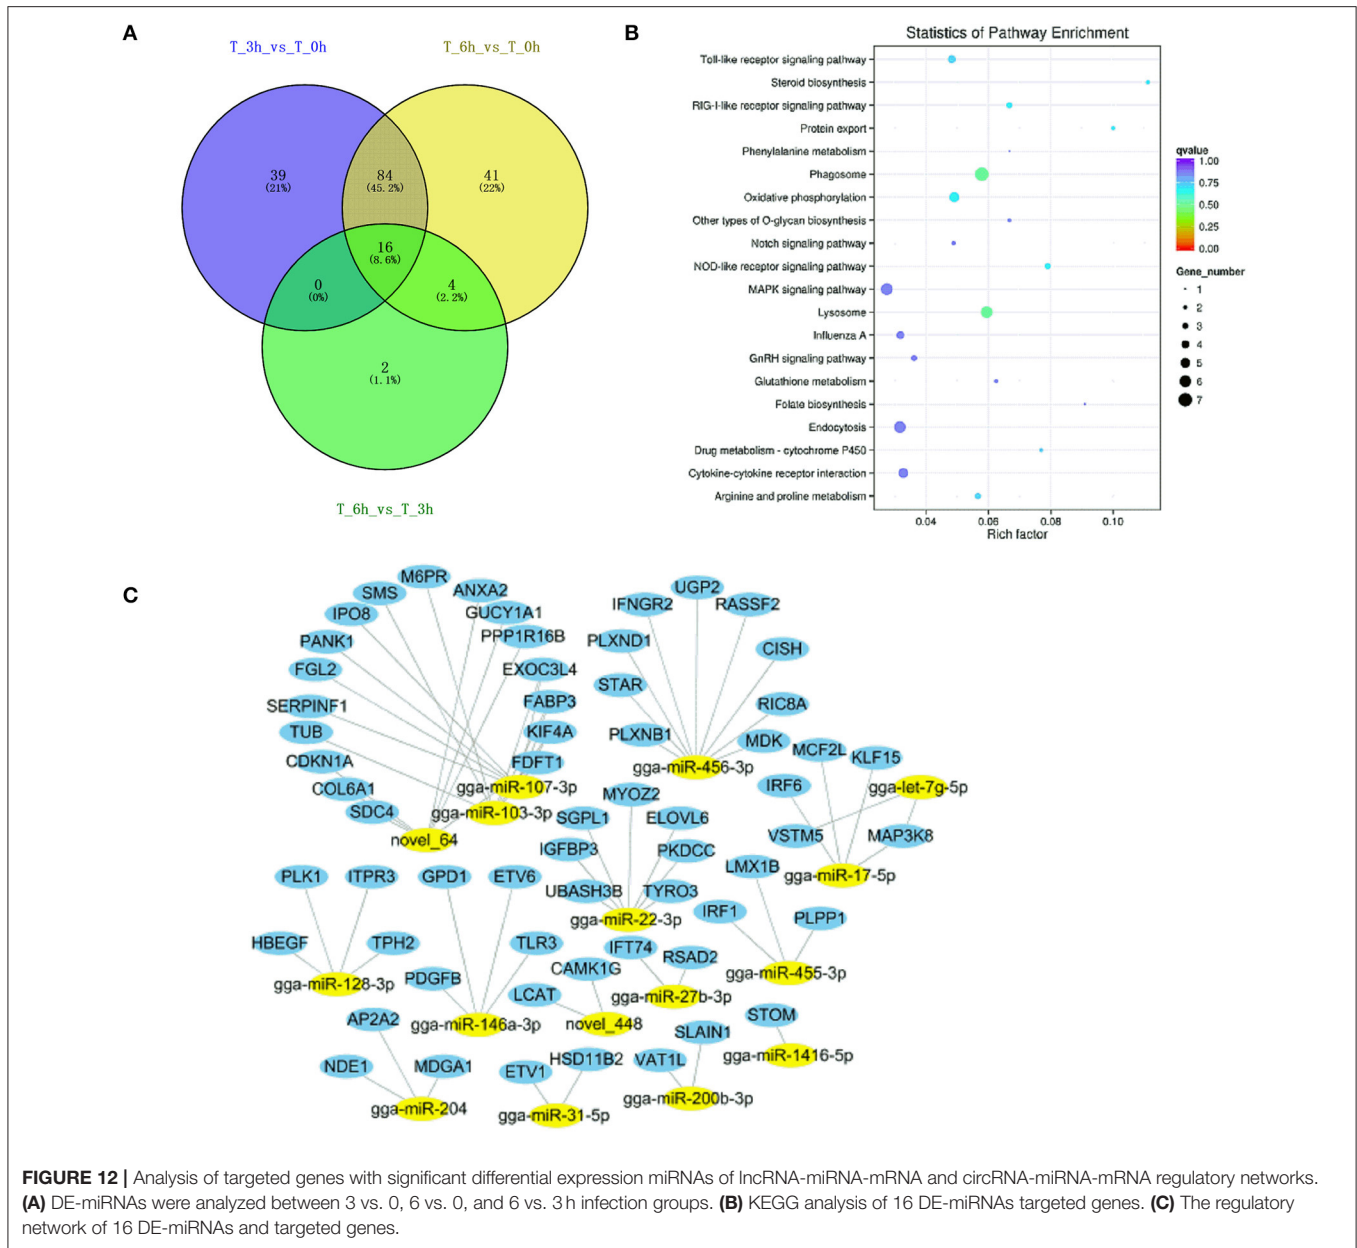 A
T_3h_vs_T_0h
T_6h_vs_T_0h
39
(21%)
84
(45.2%)
41
(22%)
16
(8.6%)
0
(0%)
4
(2.2%)
2
(1.1%)
T_6h_vs_T_3h
B
Statistics of Pathway Enrichment
Toll-like receptor signaling pathway
Steroid biosynthesis
RIG-I-like receptor signaling pathway
Protein export
Phenylalanine metabolism
Phagosome
Oxidative phosphorylation
Other types of O-glycan biosynthesis
Notch signaling pathway
NOD-like receptor signaling pathway
MAPK signaling pathway
Lysosome
Influenza A
GnRH signaling pathway
Glutathione metabolism
Folate biosynthesis
Endocytosis
Drug metabolism - cytochrome P450
Cytokine-cytokine receptor interaction
Arginine and proline metabolism
0.04 0.06 0.08 0.10
Rich factor
qvalue
1.00
0.75
0.50
0.25
0.00
Gene_number
1
2
3
4
5
6
7
C
M6PR
SMS
ANXA2
IPO8
GUCY1A1
PANK1
PPP1R16B
FGL2
EXOC3L4
SERPINF1
FABP3
TUB
KIF4A
CDKN1A
FDFT1
COL6A1
gga-miR-107-3p
SDC4
gga-miR-103-3p
novel_64
UGP2
IFNGR2
RASSF2
PLXND1
CISH
STAR
RIC8A
PLXNB1
MDK
gga-miR-456-3p
MCF2L
KLF15
IRF6
gga-let-7g-5p
VSTM5
MAP3K8
gga-miR-17-5p
MYOZ2
SGPL1
ELOVL6
IGFBP3
PKDCC
UBASH3B
TYRO3
gga-miR-22-3p
LMX1B
IRF1
PLPP1
gga-miR-455-3p
PLK1
ITPR3
HBEGF
TPH2
gga-miR-128-3p
GPD1
ETV6
PDGFB
TLR3
gga-miR-146a-3p
CAMK1G
LCAT
novel_448
IFT74
RSAD2
gga-miR-27b-3p
STOM
gga-miR-1416-5p
AP2A2
NDE1
MDGA1
gga-miR-204
ETV1
HSD11B2
gga-miR-31-5p
SLAIN1
VAT1L
gga-miR-200b-3p
FIGURE 12 | Analysis of targeted genes with significant differential expression miRNAs of lncRNA-miRNA-mRNA and circRNA-miRNA-mRNA regulatory networks.
(A) DE-miRNAs were analyzed between 3 vs. 0, 6 vs. 0, and 6 vs. 3 h infection groups. (B) KEGG analysis of 16 DE-miRNAs targeted genes. (C) The regulatory
network of 16 DE-miRNAs and targeted genes.